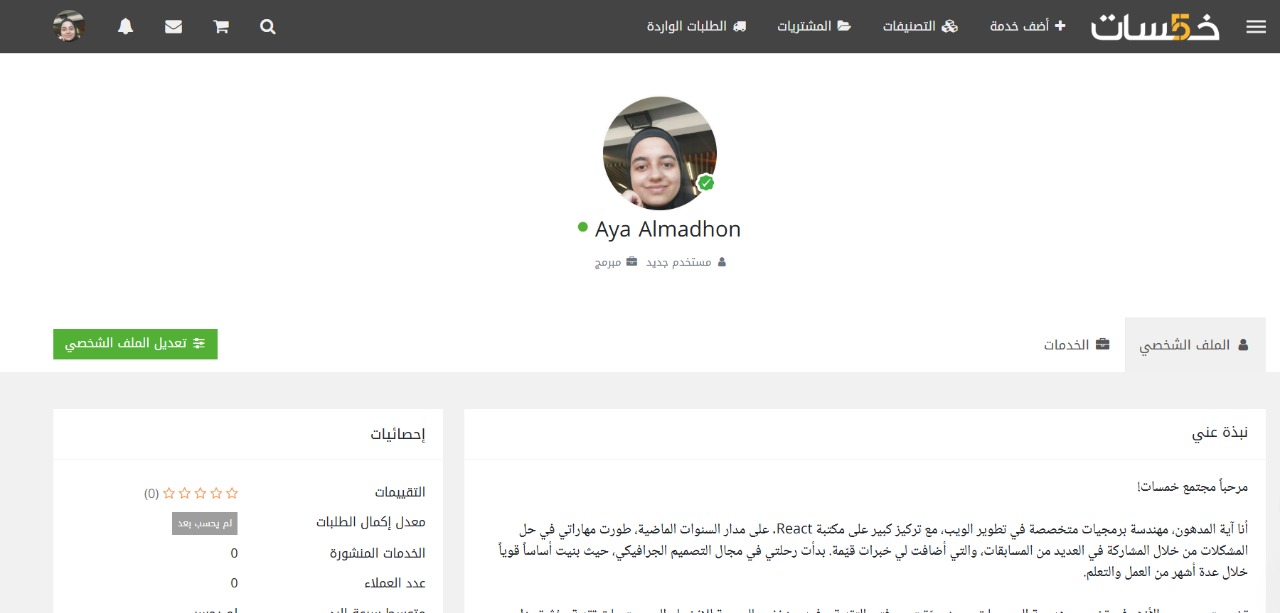 خمسات
أضف خدمة
التصنيفات
المشتريات
الطلبات الواردة
Aya Almadhon
مستخدم جديد
مبرمج
الملف الشخصي
الخدمات
تعديل الملف الشخصي
نبذة عني
مرحباً مجتمع خمسات!
أنا آية المدهون، مهندسة برمجيات متخصصة في تطوير الويب، مع تركيز كبير على مكتبة React. على مدار السنوات الماضية، طورت مهاراتي في حل
المشكلات من خلال المشاركة في العديد من المسابقات، والتي أضافت لي خبرات قيّمة. بدأت رحلتي في مجال التصميم الجرافيكي، حيث بنيت أساساً قوياً
خلال عدة أشهر من العمل والتعلم.
إحصائيات
التقييمات (0)
معدل إكمال الطلبات لم يحسب بعد
الخدمات المنشورة 0
عدد العملاء 0